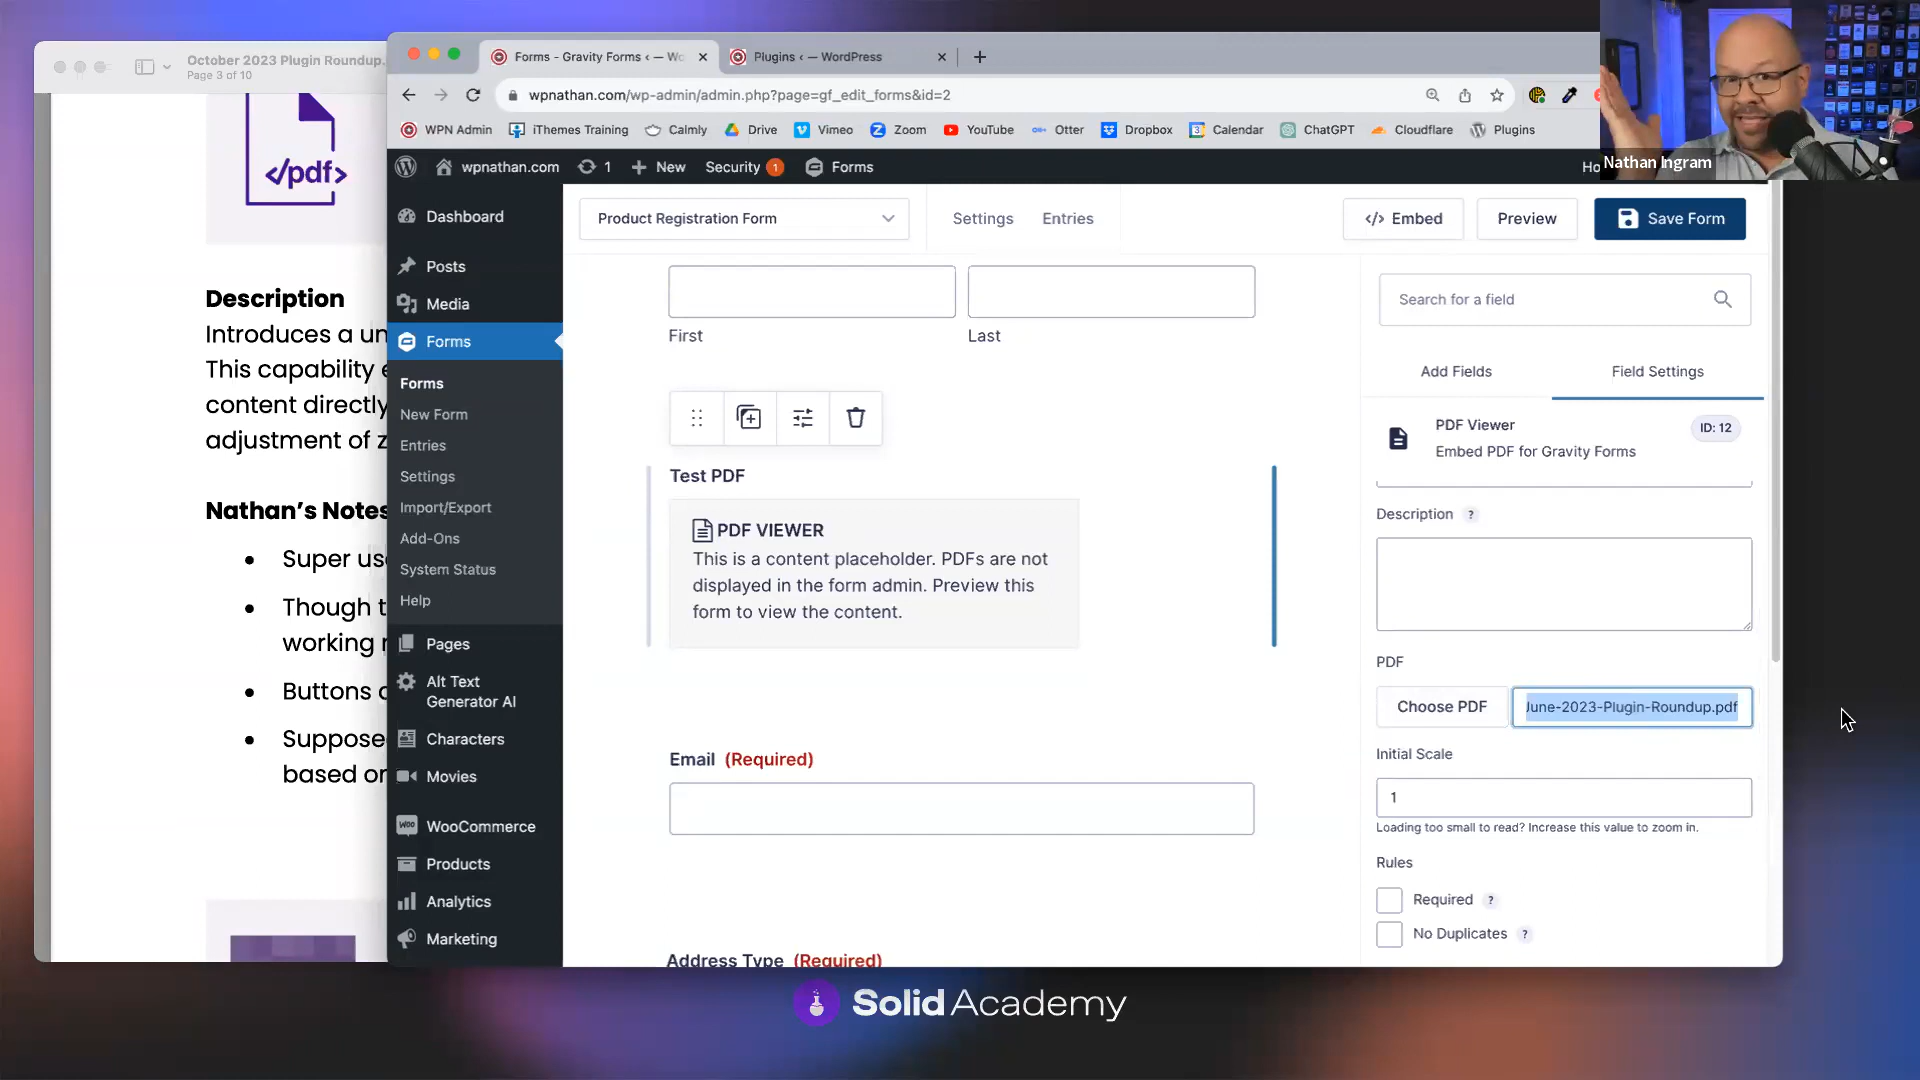 October 2023 Plugin Roundup.
Page 3 of 10
</pdf>
Description
Introduces a un
This capability e
content directly
adjustment of z
Nathan's Notes
Super us
Though t
working
Buttons
Suppose
based or
Forms - Gravity Forms ‹ — Wo
Plugins ‹ — WordPress
wpnathan.com/wp-admin/admin.php?page=gf_edit_forms&id=2
WPN Admin
iThemes Training
Calmly
Drive
Vimeo
Zoom
YouTube
Otter
Dropbox
Calendar
ChatGPT
Cloudflare
Plugins
wpnathan.com
1
New
Security 1
Forms
Ho
Nathan Ingram
Dashboard
Posts
Media
Forms
Forms
New Form
Entries
Settings
Import/Export
Add-Ons
System Status
Help
Pages
Alt Text
Generator AI
Characters
Movies
WooCommerce
Products
Analytics
Marketing
Product Registration Form
Settings
Entries
</> Embed
Preview
Save Form
First
Last
Test PDF
PDF VIEWER
This is a content placeholder. PDFs are not
displayed in the form admin. Preview this
form to view the content.
Email (Required)
Address Type (Required)
Search for a field
Add Fields
Field Settings
PDF Viewer
ID: 12
Embed PDF for Gravity Forms
Description ?
PDF
Choose PDF
June-2023-Plugin-Roundup.pdf
Initial Scale
1
Loading too small to read? Increase this value to zoom in.
Rules
Required ?
No Duplicates ?
Solid Academy